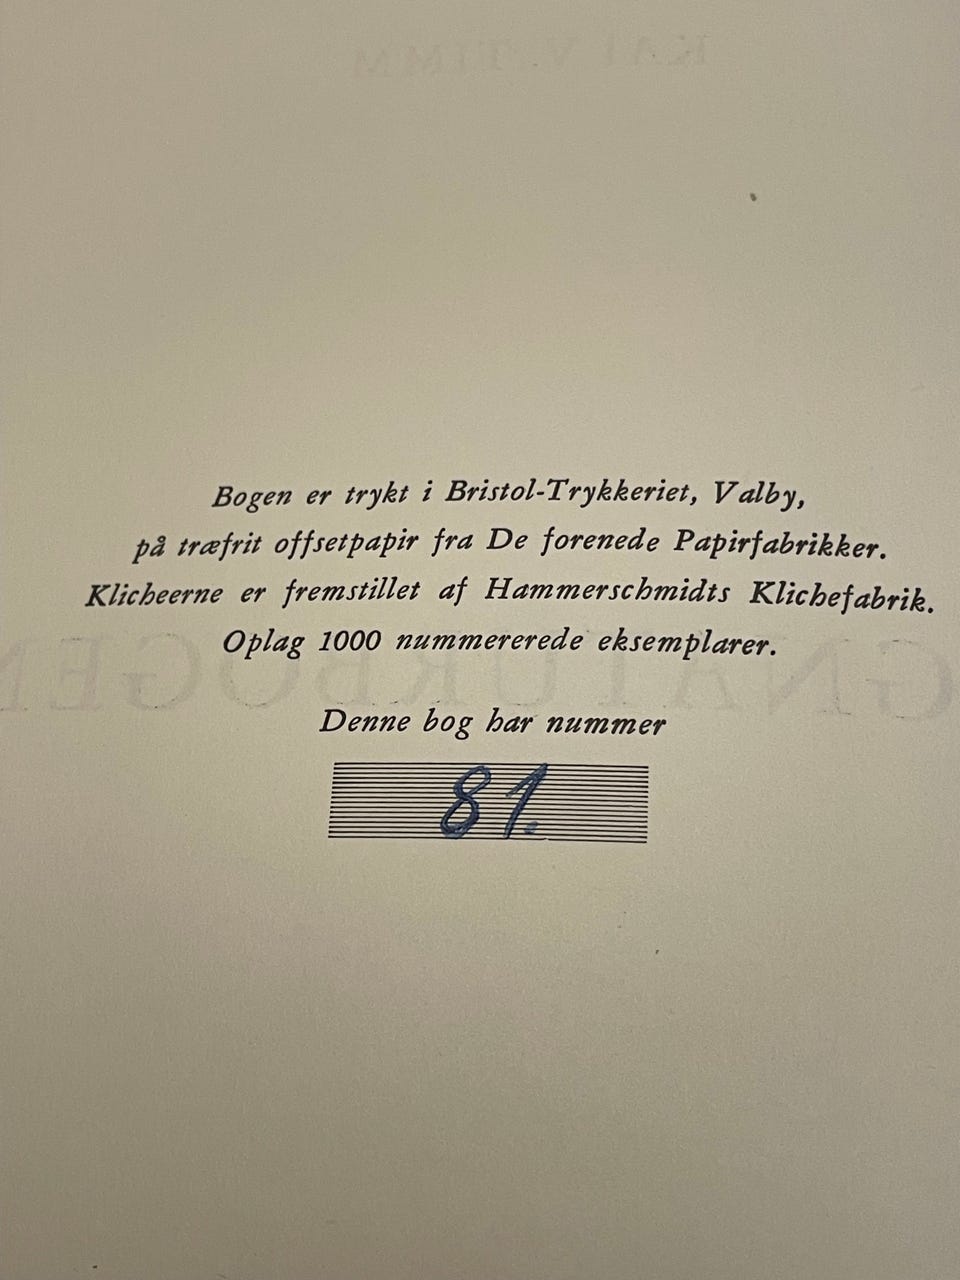 Bogen er trykt i Bristol-Trykkeriet, Valby,
på træfrit offsetpapir fra De forenede Papirfabrikker.
Klicheerne er fremstillet af Hammerschmidts Klichefabrik.
Oplag 1000 nummererede eksemplarer.
Denne bog har nummer
81.